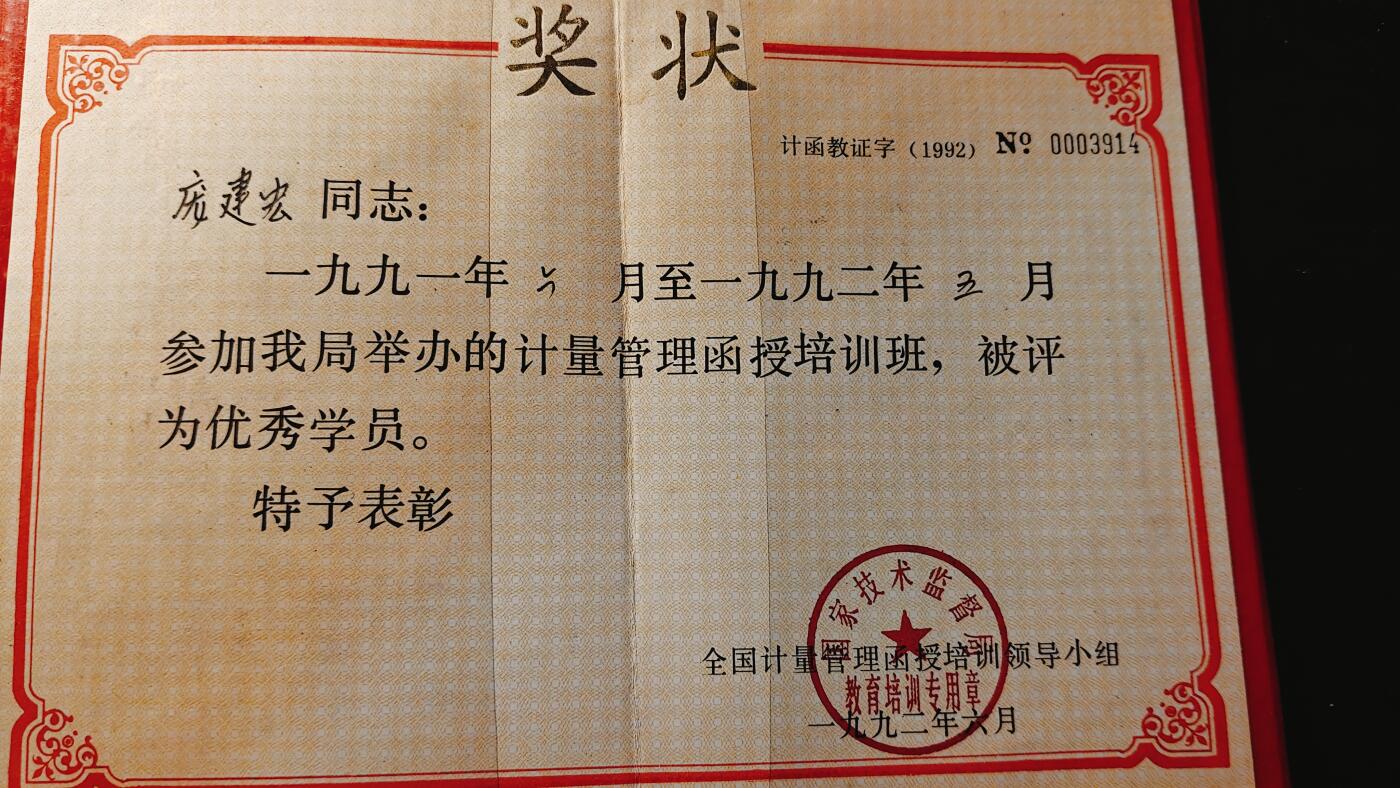 奖状
计函教证字（1992） № 0003914
庞建宏 同志：
一九九一年 月至一九九二年 五 月
参加我局举办的计量管理函授培训班，被评
为优秀学员。
特予表彰
国家技术监督局
全国计量管理函授培训领导小组
教育培训专用章
一九九二年六月